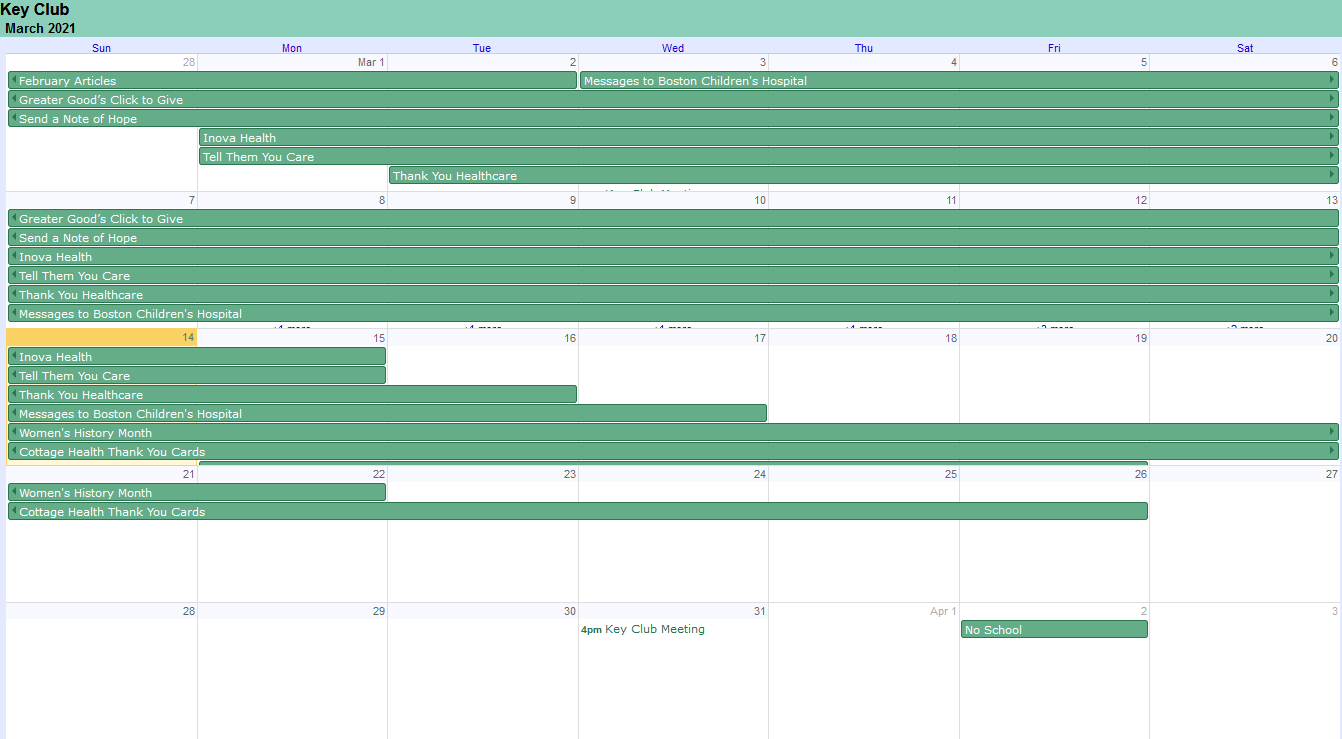 Key Club
March 2021
Sun Mon Tue Wed Thu Fri Sat
28 Mar 1 2 3 4 5 6
February Articles Messages to Boston Children's Hospital
Greater Good's Click to Give
Send a Note of Hope
Inova Health
Tell Them You Care
Thank You Healthcare
7 8 9 10 11 12 13
Greater Good's Click to Give
Send a Note of Hope
Inova Health
Tell Them You Care
Thank You Healthcare
Messages to Boston Children's Hospital
14 15 16 17 18 19 20
Inova Health
Tell Them You Care
Thank You Healthcare
Messages to Boston Children's Hospital
Women's History Month
Cottage Health Thank You Cards
21 22 23 24 25 26 27
Women's History Month
Cottage Health Thank You Cards
28 29 30 31 Apr 1 2 3
4pm Key Club Meeting No School